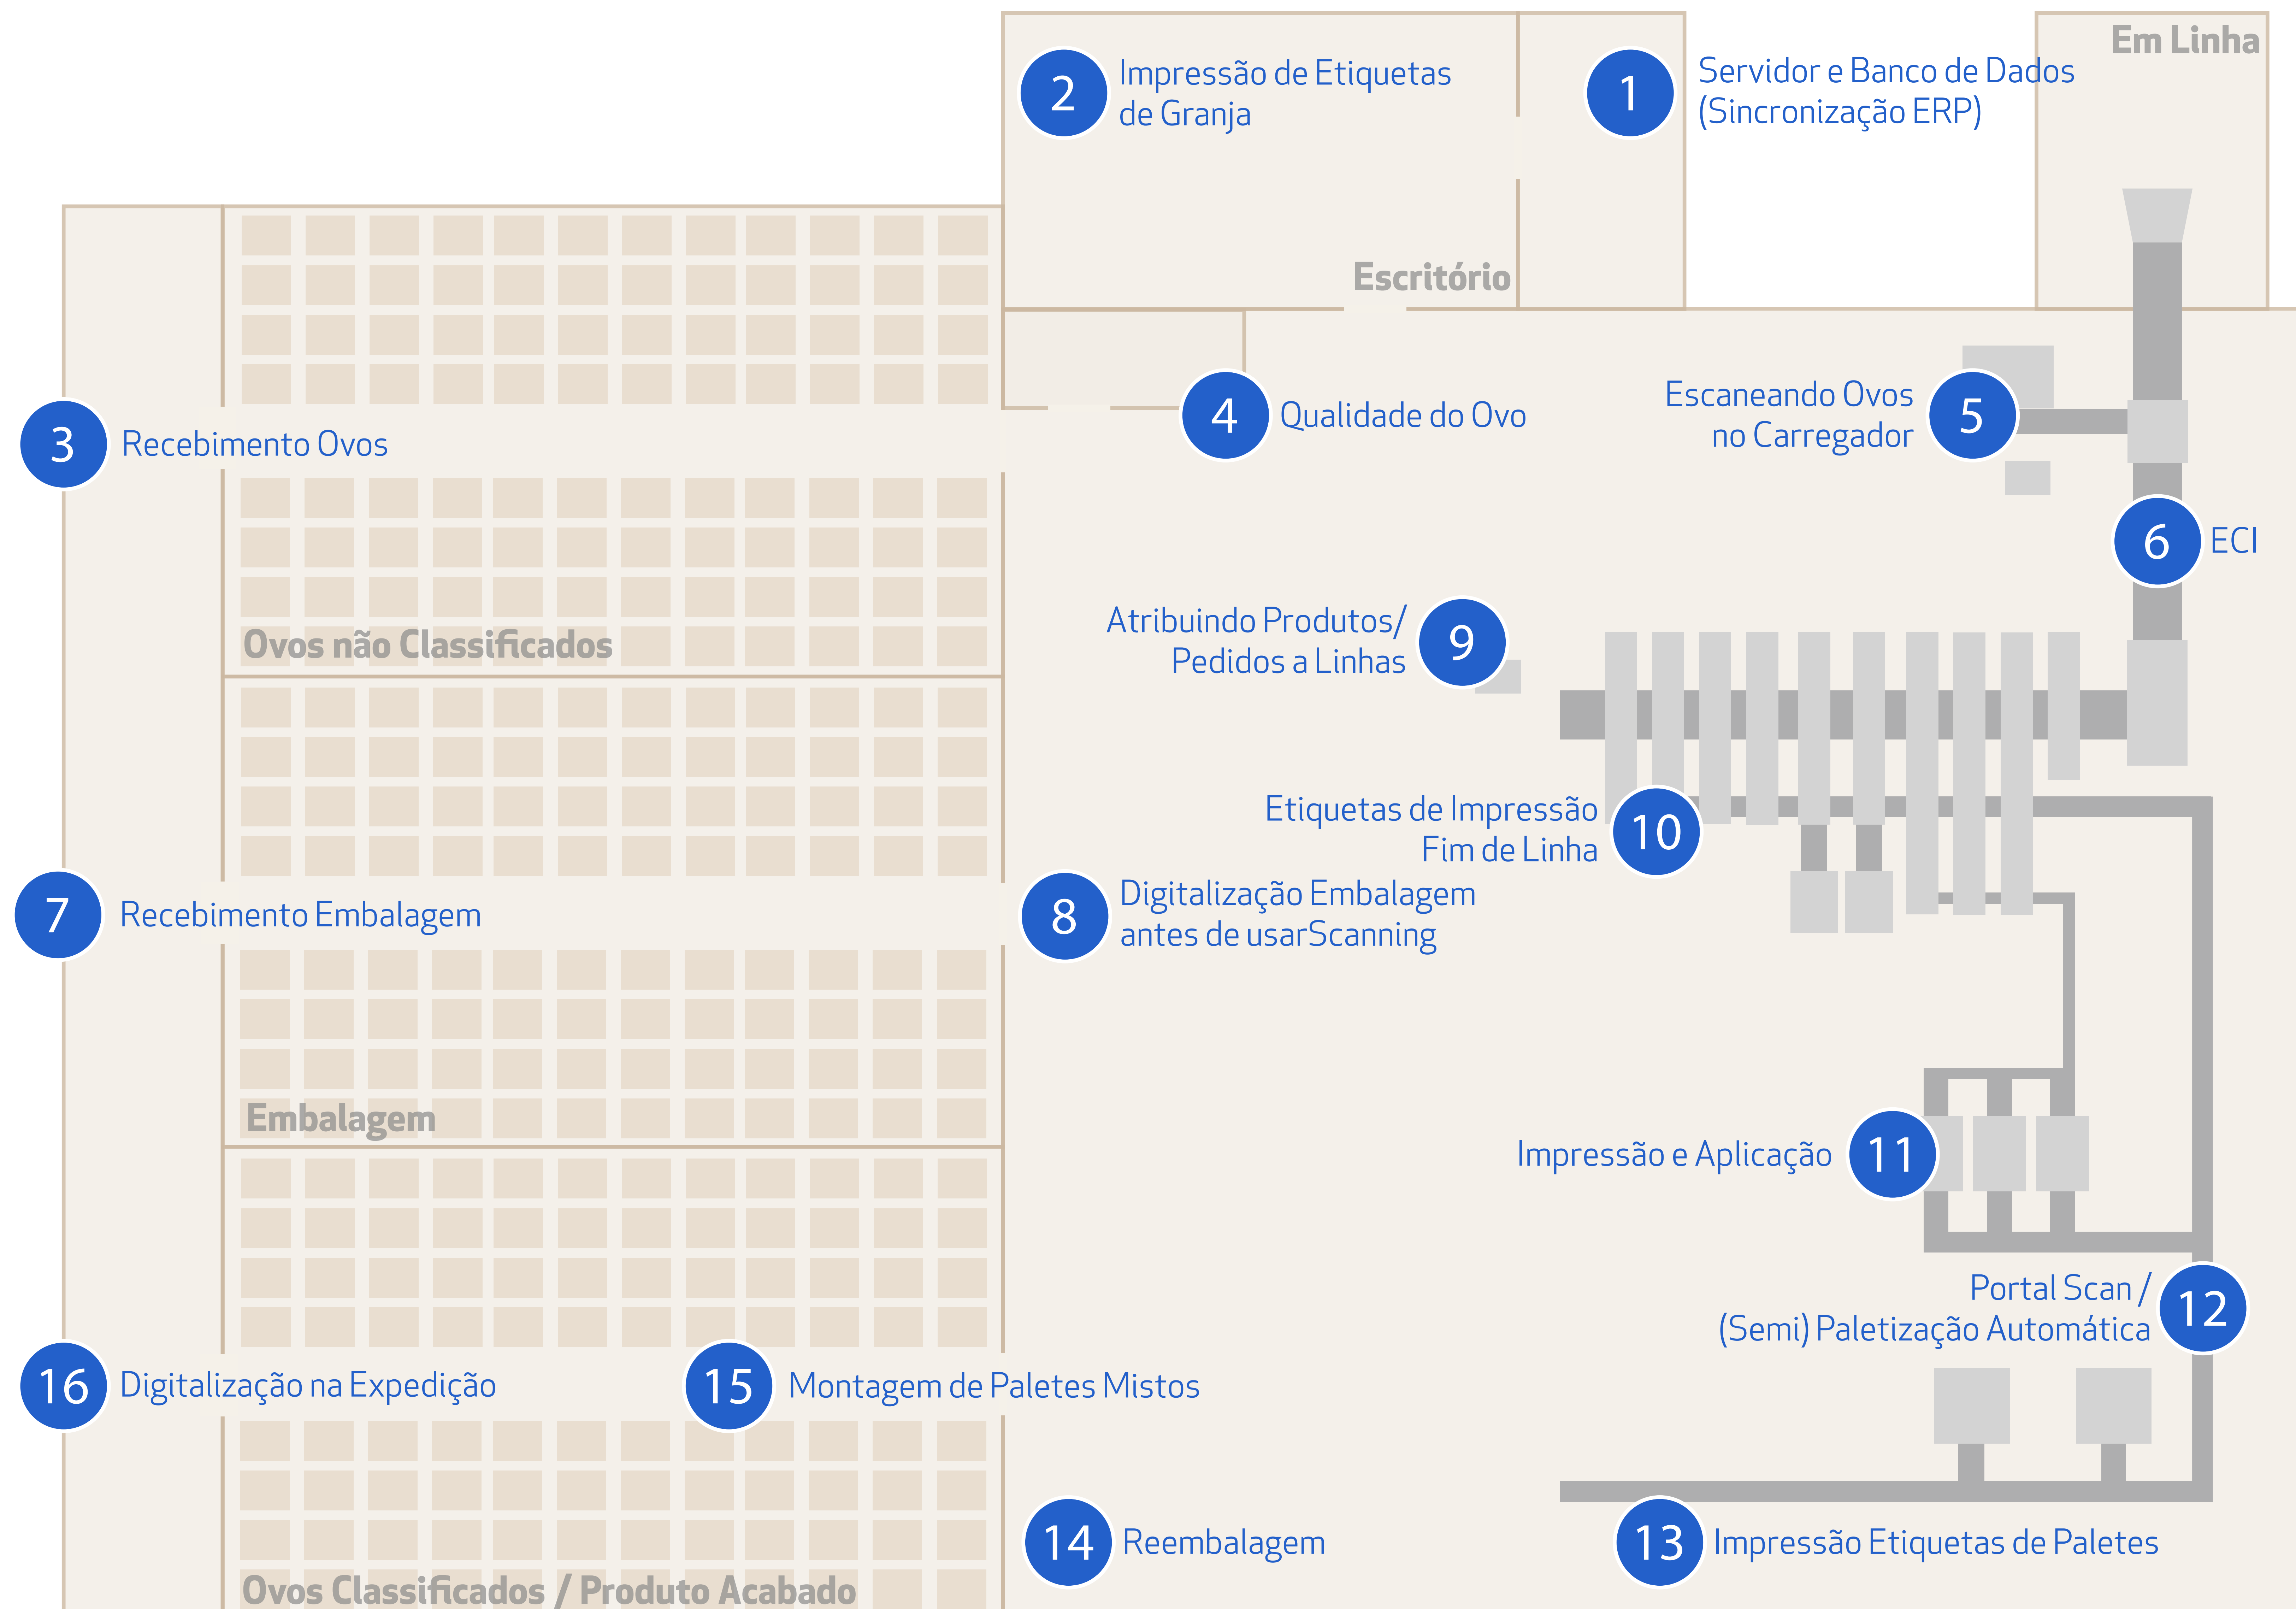 Em Linha
2
Impressão de Etiquetas
de Granja
1
Servidor e Banco de Dados
(Sincronização ERP)
Escritório
3
Recebimento Ovos
4
Qualidade do Ovo
Escaneando Ovos
no Carregador
5
6
ECI
Ovos não Classificados
Atribuindo Produtos/
Pedidos a Linhas
9
Etiquetas de Impressão
Fim de Linha
10
7
Recebimento Embalagem
8
Digitalização Embalagem
antes de usarScanning
Embalagem
Impressão e Aplicação
11
Portal Scan /
(Semi) Paletização Automática
12
16
Digitalização na Expedição
15
Montagem de Paletes Mistos
14
Reembalagem
13
Impressão Etiquetas de Paletes
Ovos Classificados / Produto Acabado